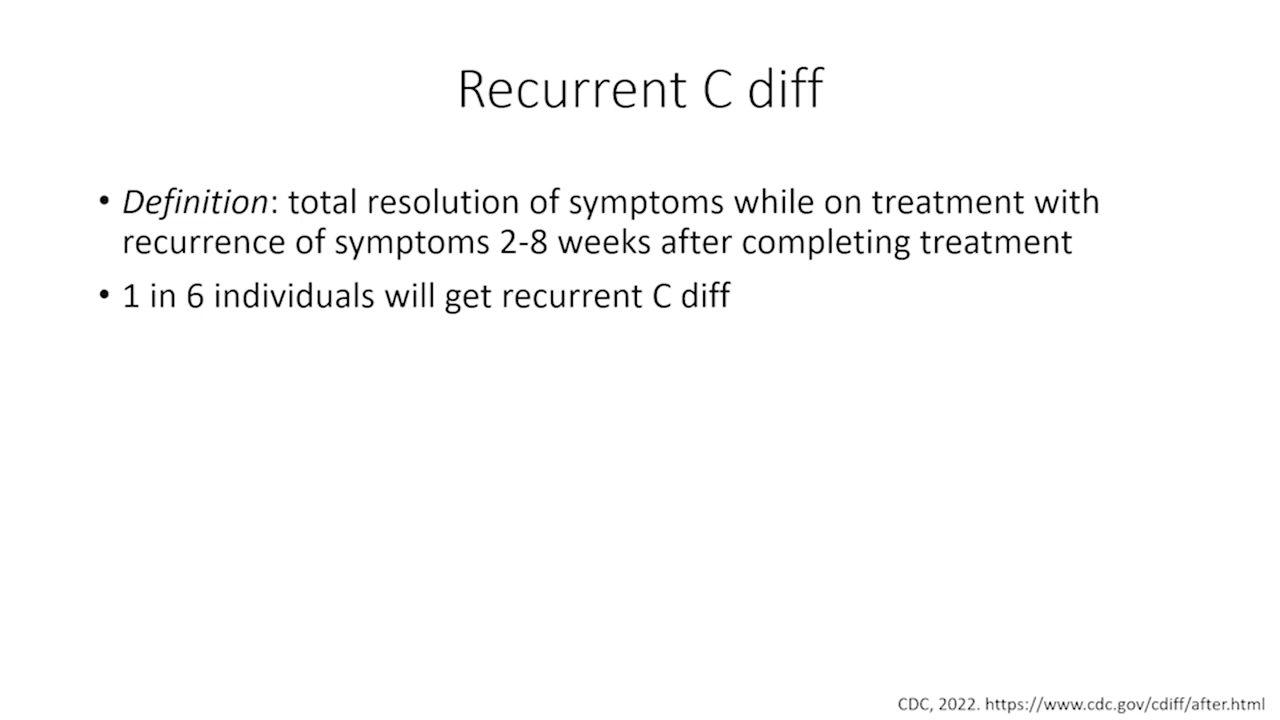 Recurrent C diff
• Definition: total resolution of symptoms while on treatment with
recurrence of symptoms 2-8 weeks after completing treatment
• 1 in 6 individuals will get recurrent C diff
CDC, 2022. https://www.cdc.gov/cdiff/after.html